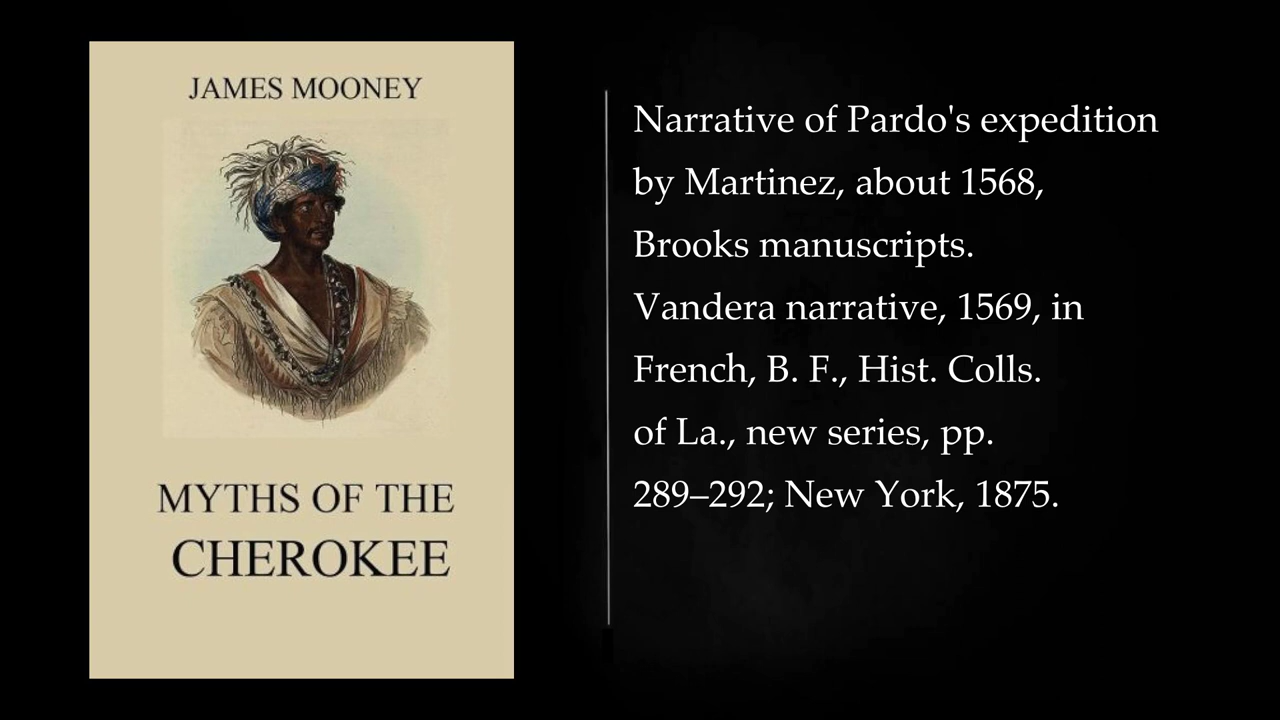 JAMES MOONEY
MYTHS OF THE
CHEROKEE
Narrative of Pardo's expedition
by Martinez, about 1568,
Brooks manuscripts.
Vandera narrative, 1569, in
French, B. F., Hist. Colls.
of La., new series, pp.
289–292; New York, 1875.